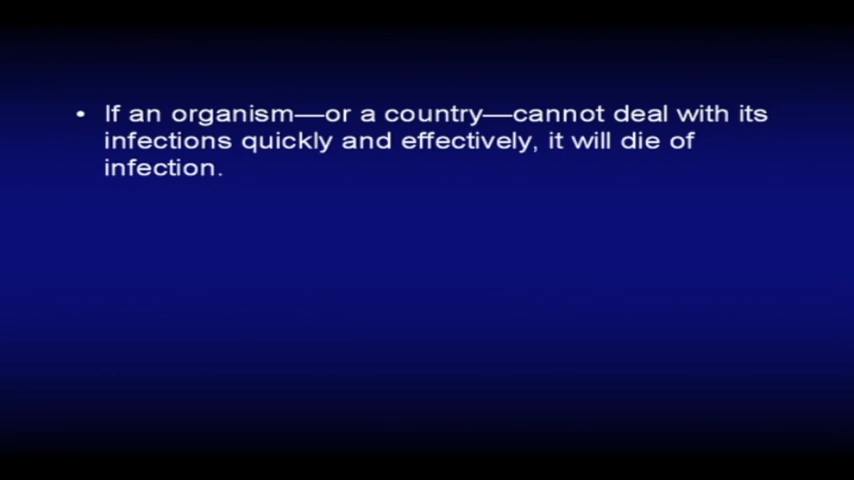 • If an organism—or a country—cannot deal with its
infections quickly and effectively, it will die of
infection.